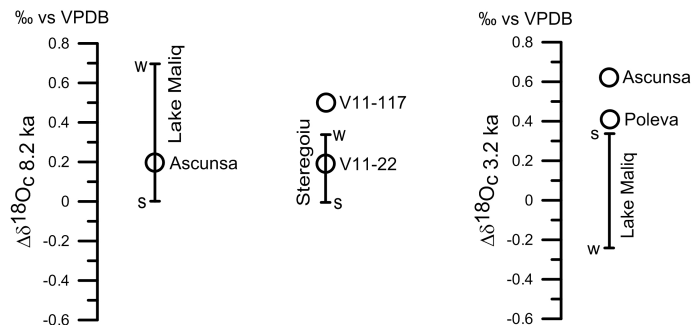 ‰ vs VPDB
Δδ18Oc 8.2 ka
0.8
0.6
0.4
0.2
0
-0.2
-0.4
-0.6
w
Lake Maliq
Ascunsa
s
V11-117
Steregoiu
w
V11-22
s
‰ vs VPDB
Δδ18Oc 3.2 ka
0.8
0.6
0.4
0.2
0
-0.2
-0.4
-0.6
Ascunsa
Poleva
s
Lake Maliq
w